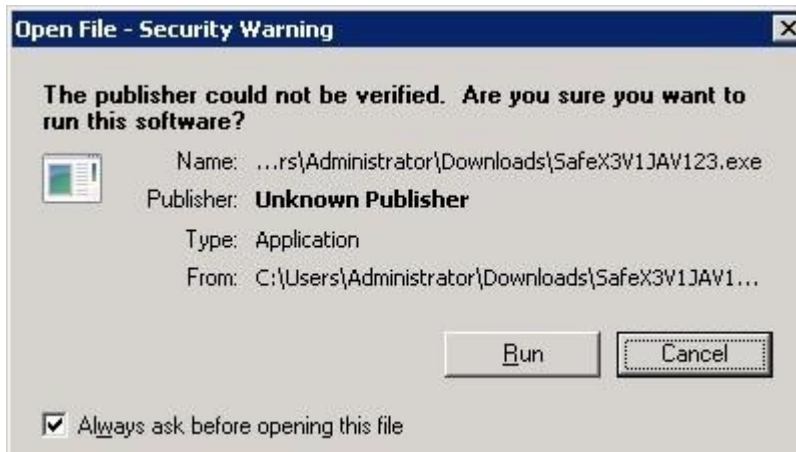 Open File - Security Warning
The publisher could not be verified.  Are you sure you want to
run this software?
Name: ...rs\Administrator\Downloads\SafeX3V1JAV123.exe
Publisher: Unknown Publisher
Type: Application
From: C:\Users\Administrator\Downloads\SafeX3V1JAV1...
Run Cancel
Always ask before opening this file